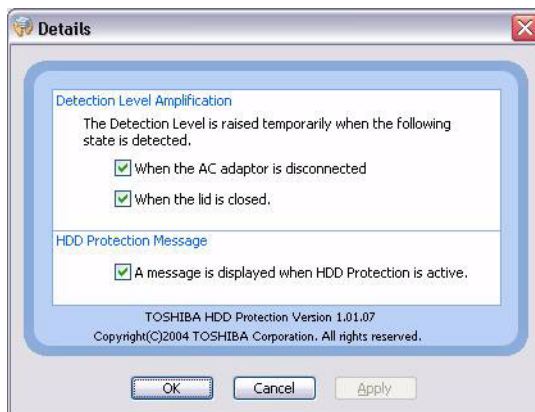 Details
Detection Level Amplification
The Detection Level is raised temporarily when the following
state is detected.
When the AC adaptor is disconnected
When the lid is closed.
HDD Protection Message
A message is displayed when HDD Protection is active.
TOSHIBA HDD Protection Version 1.01.07
Copyright(C)2004 TOSHIBA Corporation. All rights reserved.
OK Cancel Apply